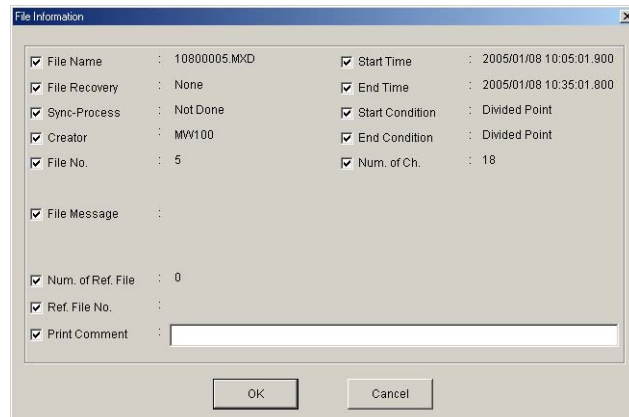 File Information
File Name : 10800005.MXD
File Recovery : None
Sync-Process : Not Done
Creator : MW100
File No. : 5
File Message :
Num. of Ref. File : 0
Ref. File No. :
Print Comment :
Start Time : 2005/01/08 10:05:01.900
End Time : 2005/01/08 10:35:01.800
Start Condition : Divided Point
End Condition : Divided Point
Num. of Ch. : 18
OK
Cancel